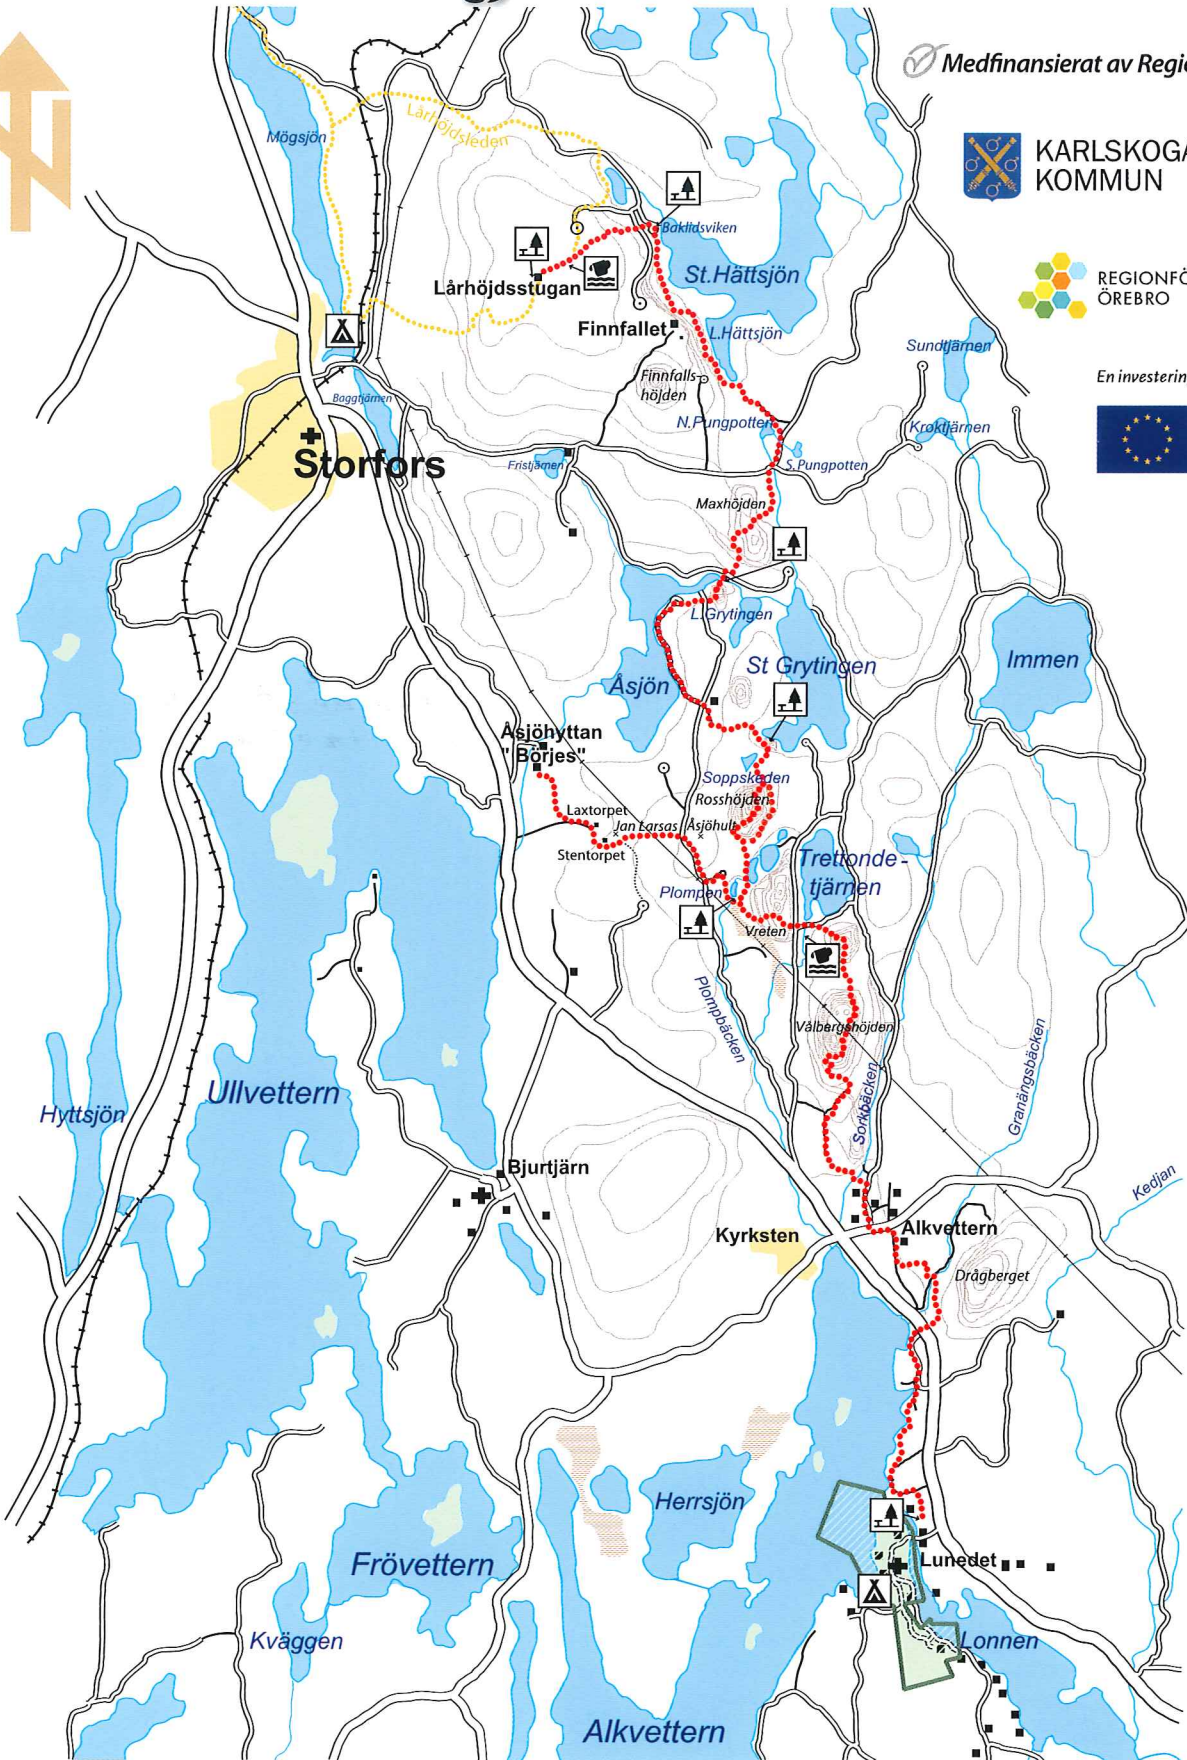 N
Medfinansierat av Regio
KARLSKOGA
KOMMUN
REGIONFÖ
ÖREBRO
En investerin
Mögsjön
Lårhöjdsleden
Baklidsviken
St.Hättsjön
Lårhöjdsstugan
Finnfallet
L.Hättsjön
Sundtjärnen
Finnfalls-
höjden
Baggtjärnen
N.Pungpotten
Kroktjärnen
Storfors
Fristjärnen
S.Pungpotten
Maxhöjden
L.Grytingen
Immen
St Grytingen
Åsjön
Åsjöhyttan
"Börjes"
Soppskeden
Rosshöjden
Laxtorpet
Jan Larsas
Åsjöhult
Stentorpet
Trettonde-
tjärnen
Plompen
Vreten
Plompbäcken
Vålbergshöjden
Granängsbäcken
Ullvettern
Hyttsjön
Sorkbäcken
Bjurtjärn
Kedjan
Kyrksten
Alkvettern
Drågberget
Herrsjön
Frövettern
Lunedet
Kväggen
Lonnen
Alkvettern